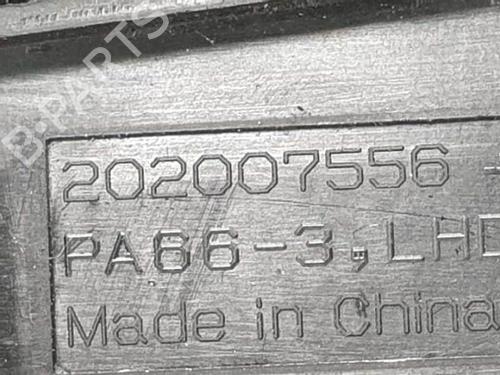 B-PARTS
202007556 -
PA66-3,LHD
Made in China